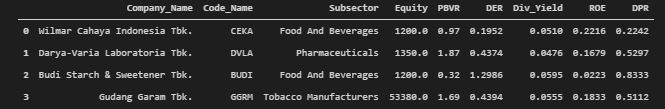 Company_Name Code_Name Subsector Equity PBVR DER Div_Yield ROE DPR
0 Wilmar Cahaya Indonesia Tbk. CEKA Food And Beverages 1200.0 0.97 0.1952 0.0510 0.2216 0.2242
1 Darya-Varia Laboratoria Tbk. DVLA Pharmaceuticals 1350.0 1.87 0.4374 0.0476 0.1679 0.5297
2 Budi Starch & Sweetener Tbk. BUDI Food And Beverages 1200.0 0.32 1.2986 0.0595 0.0223 0.8333
3 Gudang Garam Tbk. GGRM Tobacco Manufacturers 53380.0 1.69 0.4394 0.0555 0.1833 0.5112